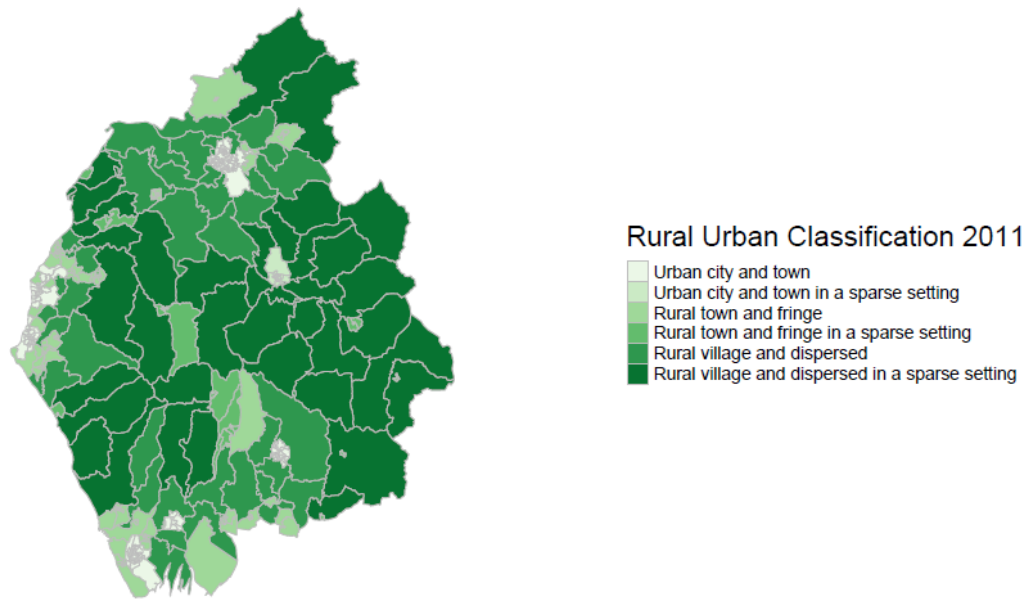 Rural Urban Classification 2011
Urban city and town
Urban city and town in a sparse setting
Rural town and fringe
Rural town and fringe in a sparse setting
Rural village and dispersed
Rural village and dispersed in a sparse setting